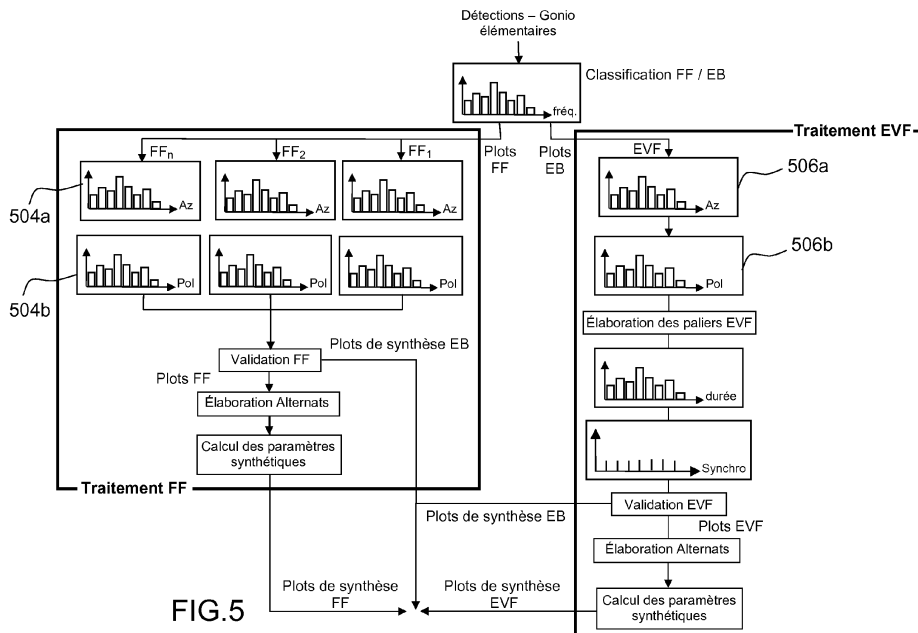 Détections – Gonio
élémentaires
Classification FF / EB
fréq.
Traitement EVF
FFn
FF2
FF1
Plots
FF
Plots
EB
EVF
504a
Az
Az
Az
Az
506a
504b
Pol
Pol
Pol
Pol
506b
Élaboration des paliers EVF
Validation FF
Plots de synthèse EB
Plots FF
durée
Élaboration Alternats
Calcul des paramètres
synthétiques
Synchro
Traitement FF
Validation EVF
Plots de synthèse EB
Plots EVF
Élaboration Alternats
Plots de synthèse
FF
Plots de synthèse
EVF
Calcul des paramètres
synthétiques
FIG.5